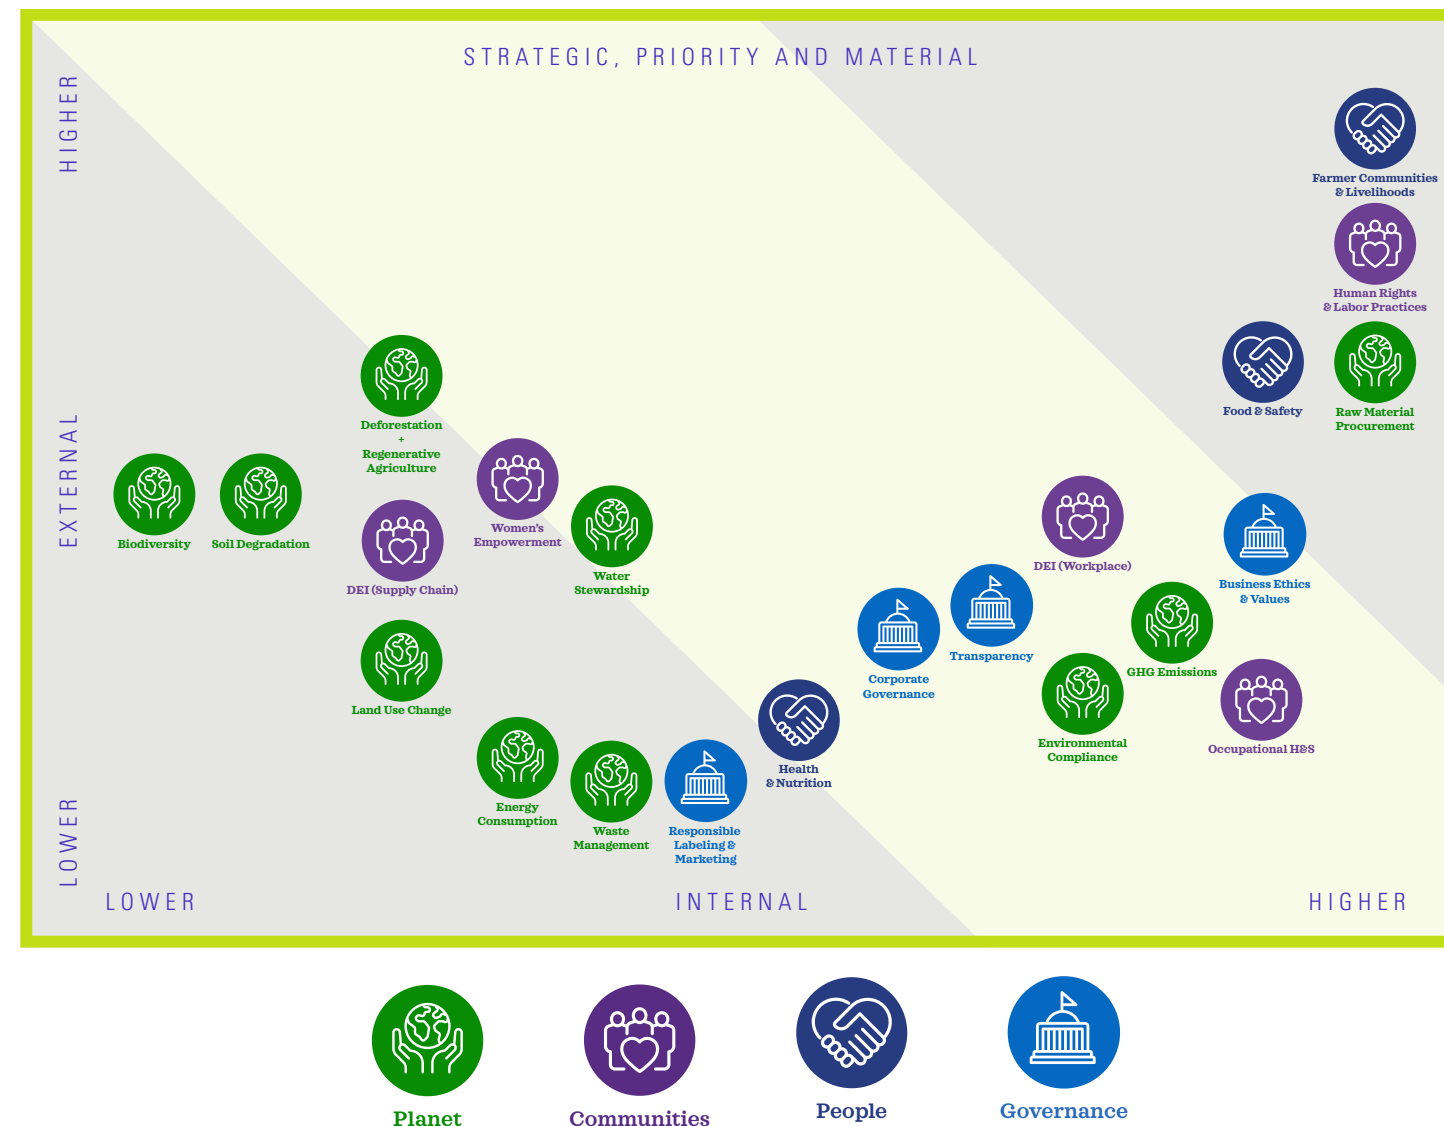 STRATEGIC, PRIORITY AND MATERIAL
HIGHER
EXTERNAL
LOWER
Farmer Communities
& Livelihoods
Human Rights
& Labor Practices
Food & Safety
Raw Material
Procurement
Deforestation
+
Regenerative
Agriculture
Biodiversity
Soil Degradation
Women's
Empowerment
DEI (Supply Chain)
Water
Stewardship
DEI (Workplace)
Business Ethics
& Values
Transparency
Corporate
Governance
GHG Emissions
Land Use Change
Environmental
Compliance
Occupational H&S
Health
& Nutrition
Energy
Consumption
Waste
Management
Responsible
Labeling &
Marketing
LOWER
INTERNAL
HIGHER
Planet
Communities
People
Governance